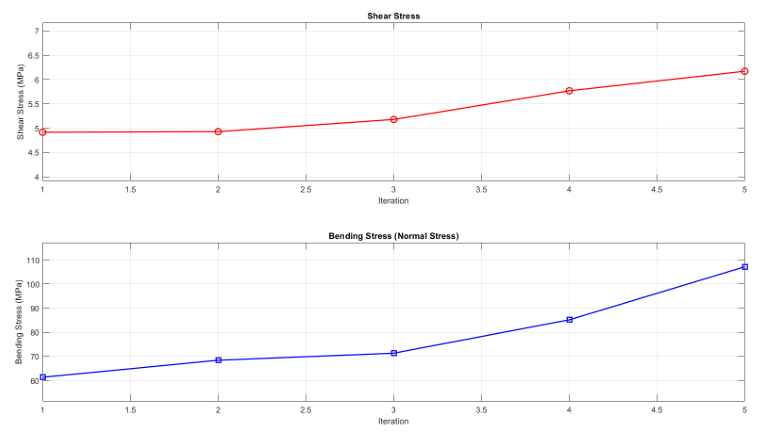 Shear Stress
7
6.5
6
5.5
5
4.5
4
Shear Stress (MPa)
1 1.5 2 2.5 3 3.5 4 4.5 5
Iteration
Bending Stress (Normal Stress)
110
100
90
80
70
60
Bending Stress (MPa)
1 1.5 2 2.5 3 3.5 4 4.5 5
Iteration